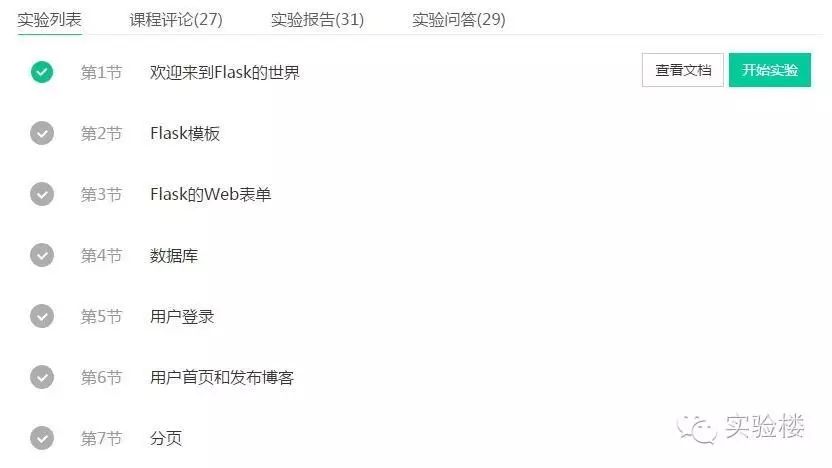 实验列表 课程评论(27) 实验报告(31) 实验问答(29)
第1节 欢迎来到Flask的世界 查看文档 开始实验
第2节 Flask模板
第3节 Flask的Web表单
第4节 数据库
第5节 用户登录
第6节 用户首页和发布博客
第7节 分页
实验楼